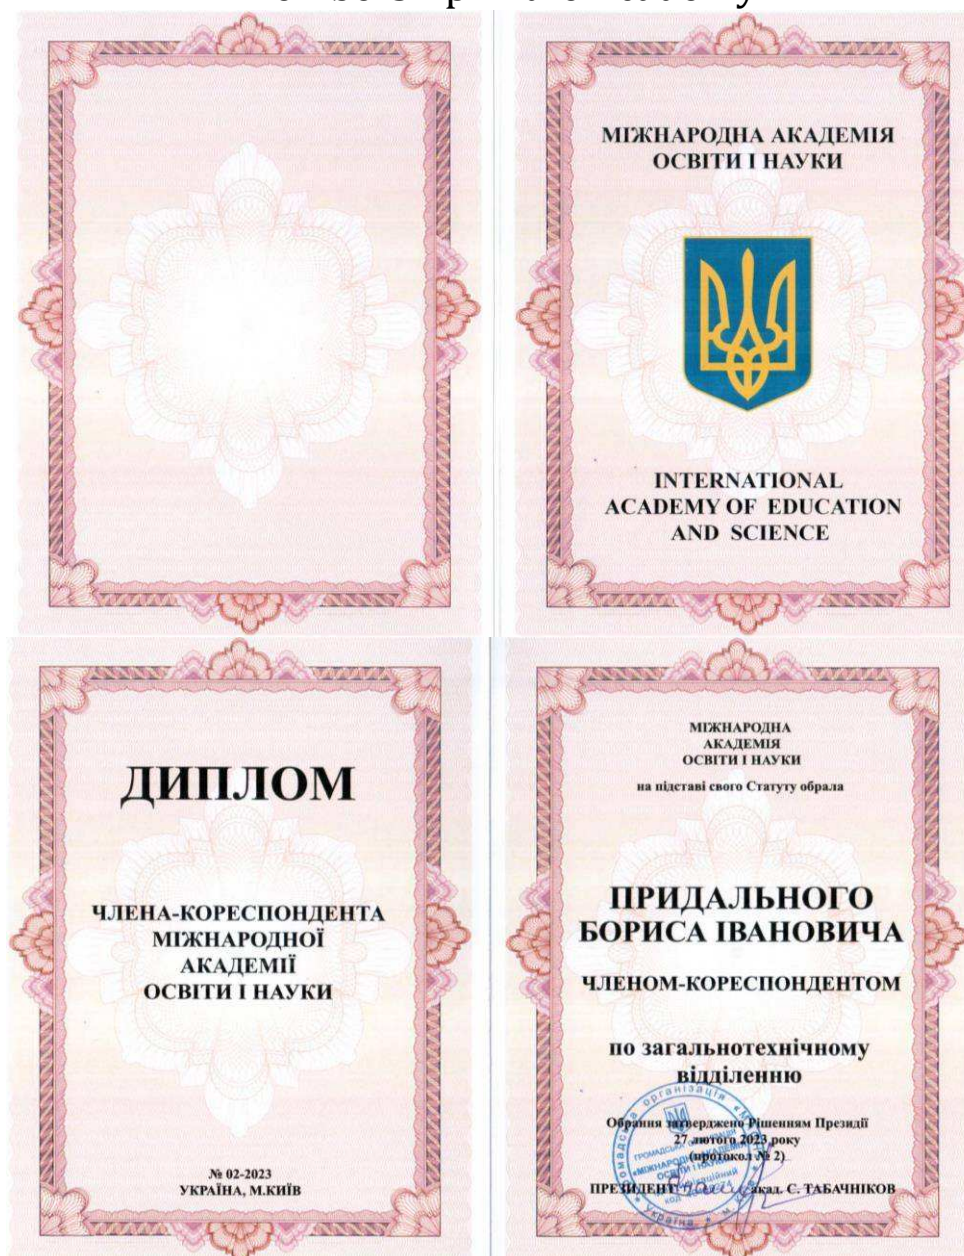 МІЖНАРОДНА АКАДЕМІЯ
ОСВІТИ І НАУКИ
INTERNATIONAL
ACADEMY OF EDUCATION
AND SCIENCE
ДИПЛОМ
ЧЛЕНА-КОРЕСПОНДЕНТА
МІЖНАРОДНОЇ
АКАДЕМІЇ
ОСВІТИ І НАУКИ
№ 02-2023
УКРАЇНА, М.КИЇВ
МІЖНАРОДНА
АКАДЕМІЯ
ОСВІТИ І НАУКИ
на підставі свого Статуту обрала
ПРИДАЛЬНОГО
БОРИСА ІВАНОВИЧА
ЧЛЕНОМ-КОРЕСПОНДЕНТОМ
по загальнотехнічному
відділенню
Обрання затверджено Рішенням Президії
27 лютого 2023 року
(протокол № 2)
ПРЕЗИДЕНТ акад. С. ТАБАЧНІКОВ